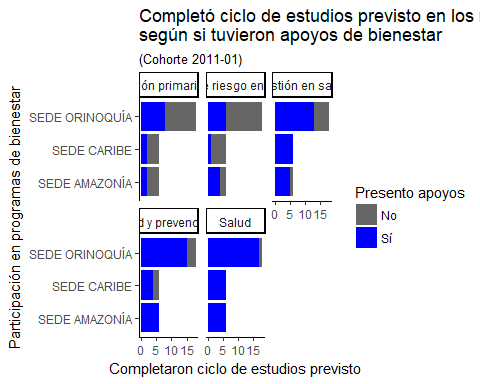 Completó ciclo de estudios previsto en los
según si tuvieron apoyos de bienestar
(Cohorte 2011-01)
ón primari
riesgo en
stión en sa
SEDE ORINOQUÍA
SEDE CARIBE
SEDE AMAZONÍA
0 5 10 15
d y prevenc
Salud
SEDE ORINOQUÍA
SEDE CARIBE
SEDE AMAZONÍA
0 5 10 15
0 5 10 15
Completaron ciclo de estudios previsto
Participación en programas de bienestar
Presento apoyos
No
Sí